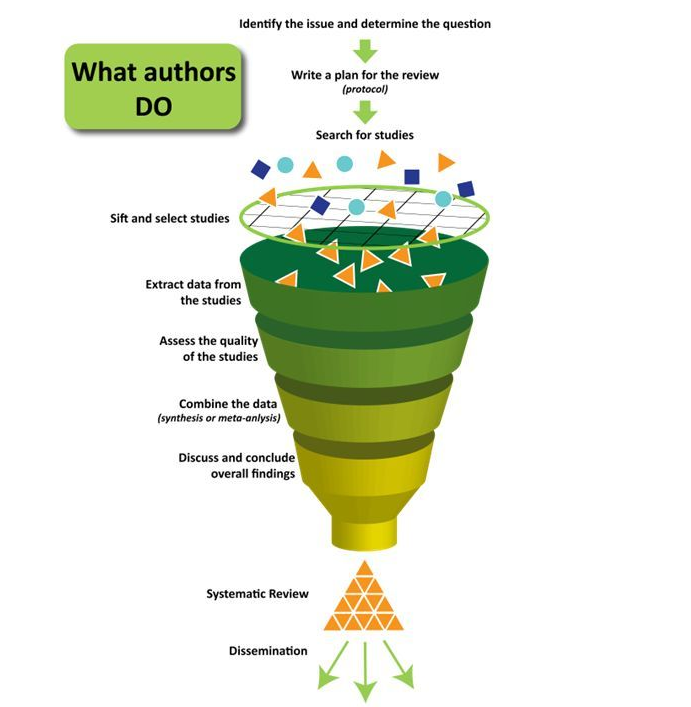 Identify the issue and determine the question
What authors
DO
Write a plan for the review
(protocol)
Search for studies
Sift and select studies
Extract data from
the studies
Assess the quality
of the studies
Combine the data
(synthesis or meta-anlysis)
Discuss and conclude
overall findings
Systematic Review
Dissemination